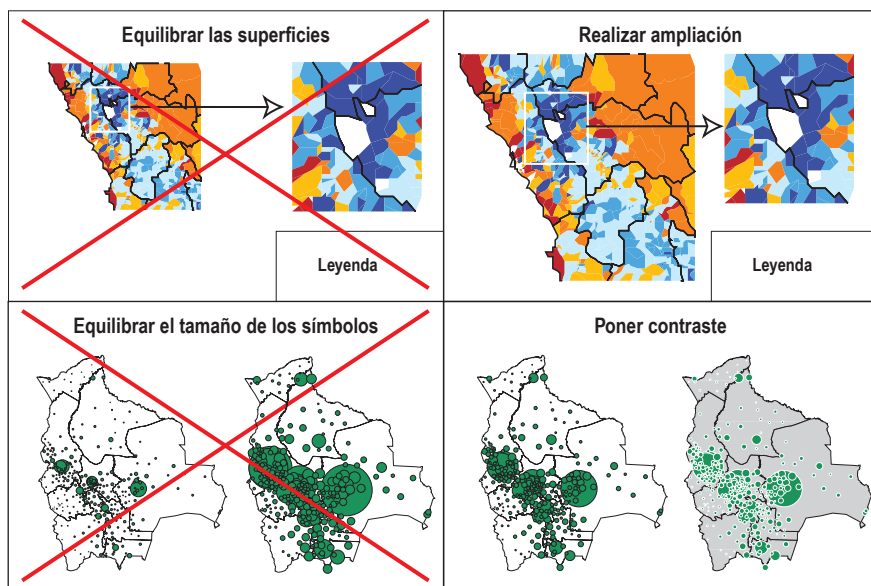 Equilibrar las superficies
Realizar ampliación
Leyenda
Leyenda
Equilibrar el tamaño de los símbolos
Poner contraste